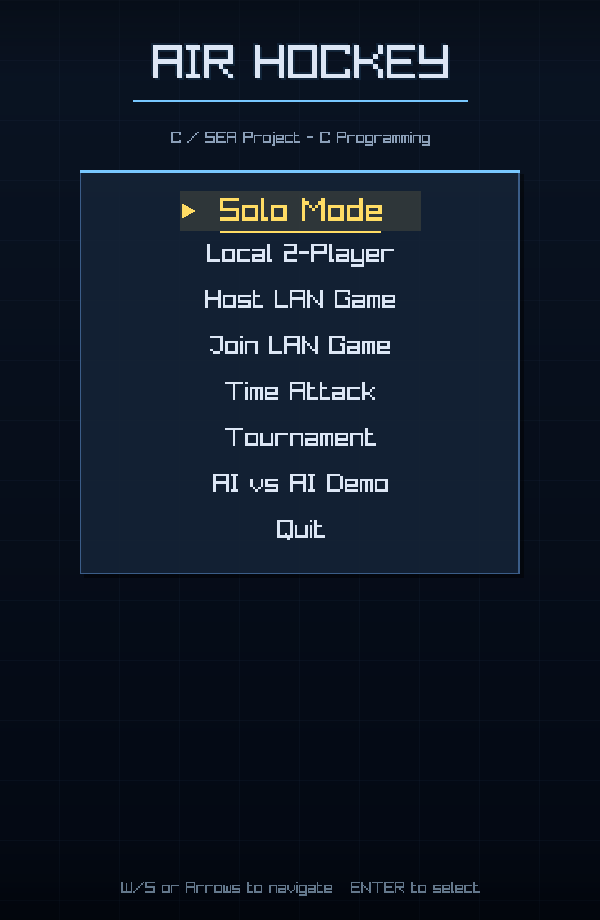 AIR HOCKEY
C / SEA Project - C Programming
Solo Mode
Local 2-Player
Host LAN Game
Join LAN Game
Time Attack
Tournament
AI vs AI Demo
Quit
W/S or Arrows to navigate ENTER to select